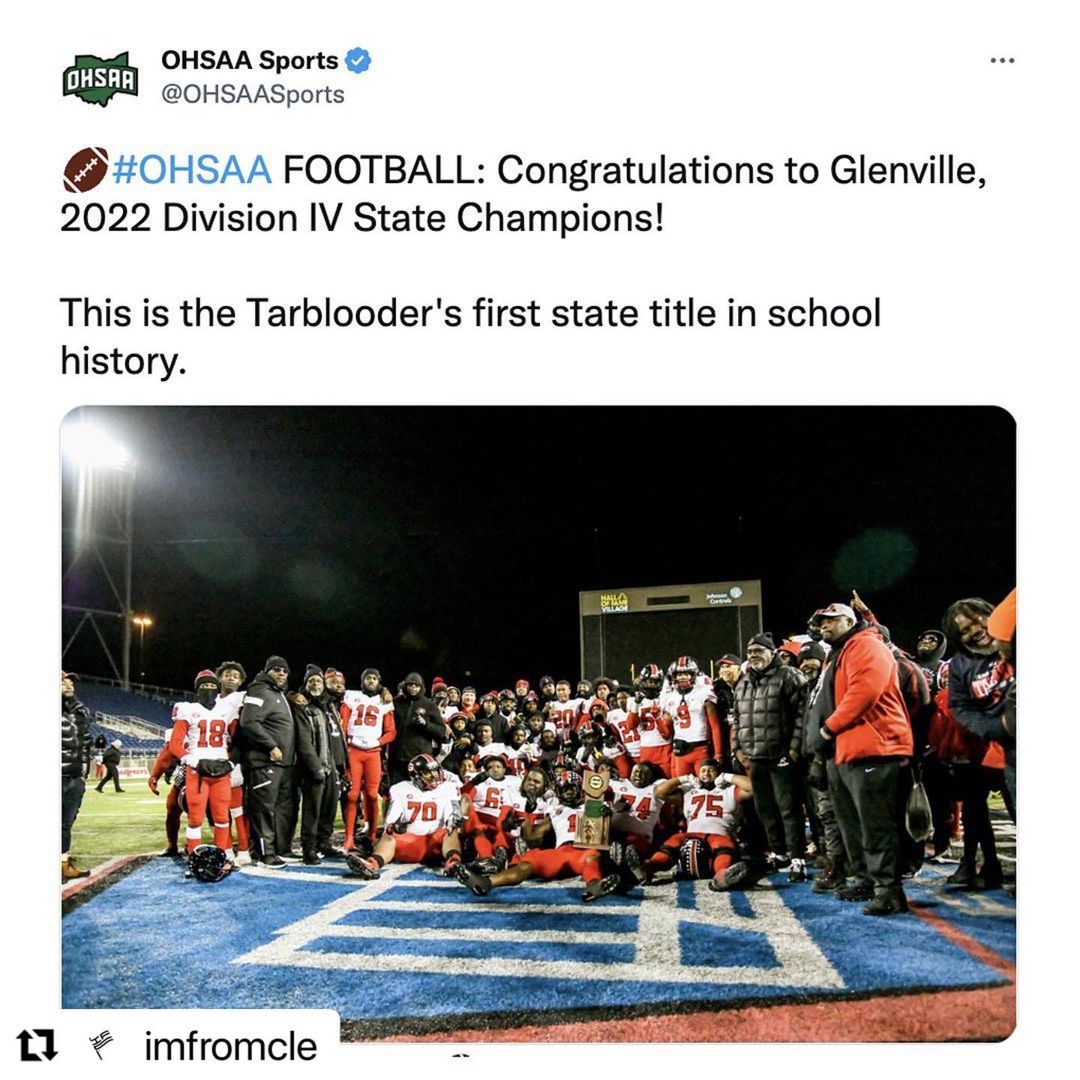 OHSAA
OHSAA Sports
@OHSAASports
🏈#OHSAA FOOTBALL: Congratulations to Glenville,
2022 Division IV State Champions!
This is the Tarblooder's first state title in school
history.
HALL
OF FAME
VILLAGE
Johnson
Controls
18
16
20
21
5
9
70
6
1
74
75
imfromcle